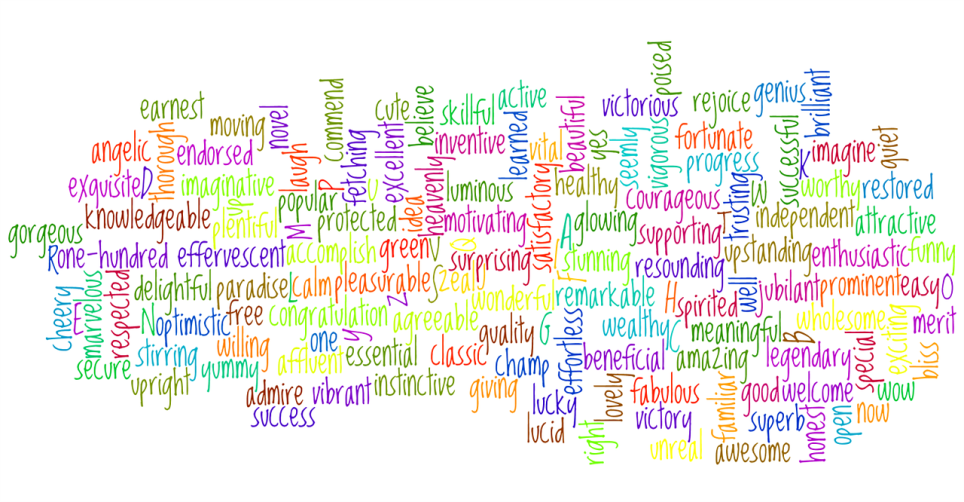 poised
earnest
moving
novel
commend
cute
believe
skillful
active
victorious
rejoice
genius
brilliant
angelic
thorough
endorsed
laugh
fetching
excellent
inventive
learned
vital
beautiful
yes
seemly
vigorous
fortunate
progress
successful
K
imagine
quiet
exquisite
D
imaginative
up
popular
P
U
idea
heavenly
luminous
satisfactory
healthy
courageous
trusting
W
worthy
restored
gorgeous
knowledgeable
plentiful
M
protected
motivating
A
glowing
supporting
T
independent
attractive
R
one-hundred
effervescent
accomplish
green
V
Q
surprising
stunning
resounding
upstanding
enthusiastic
funny
cheery
E
marvelous
respected
delightful
paradise
L
calm
pleasurable
Z
S
zeal
wonderful
F
remarkable
H
spirited
well
jubilant
prominent
easy
O
N
optimistic
free
congratulation
agreeable
quality
G
effortless
wealthy
C
meaningful
B
wholesome
exciting
merit
secure
stirring
yummy
willing
affluent
one
y
essential
classic
champ
beneficial
amazing
legendary
special
bliss
upright
admire
vibrant
instinctive
giving
lucky
lovely
fabulous
familiar
good
welcome
wow
success
lucid
right
victory
unreal
awesome
superb
honest
open
now